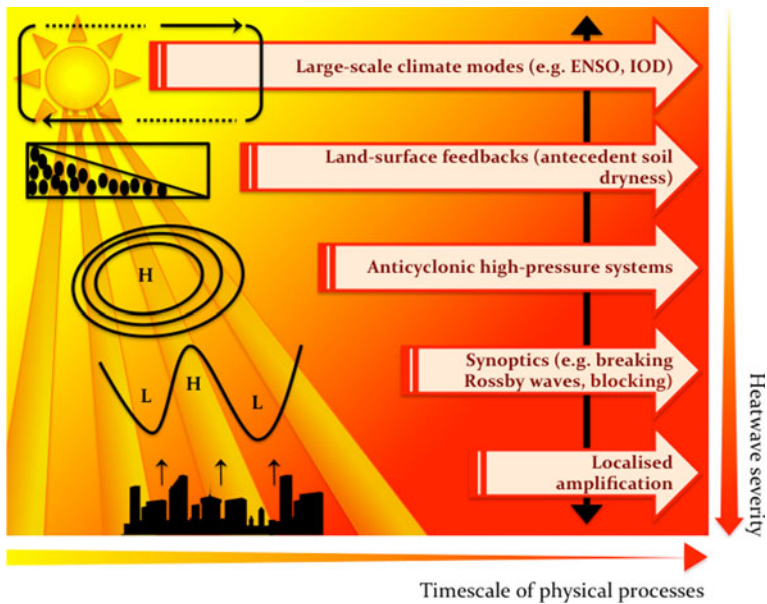 Large-scale climate modes (e.g. ENSO, IOD)
Land-surface feedbacks (antecedent soil
dryness)
H
Anticyclonic high-pressure systems
Synoptics (e.g. breaking
Rossby waves, blocking)
L
H
L
Localised
amplification
Heatwave severity
Timescale of physical processes